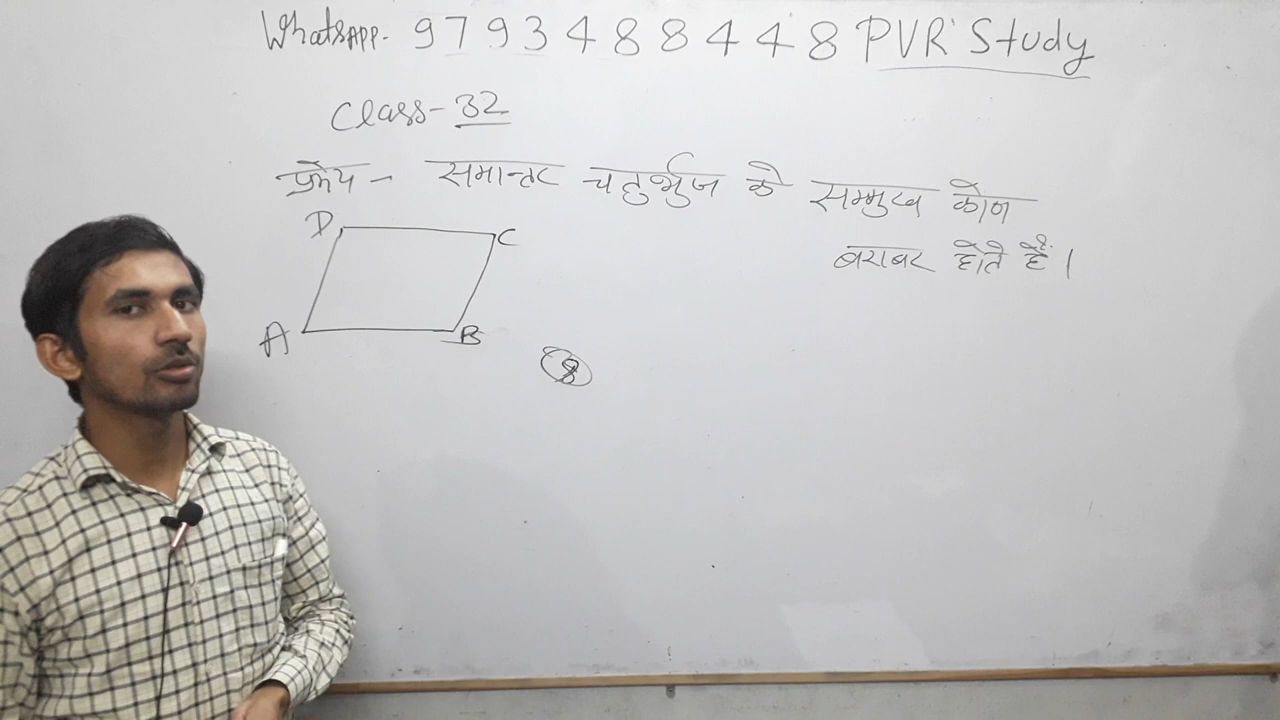 WhatsAPP. 9793488448 PVR Study
Class-32
प्रमेय - समान्तर चतुर्भुज के सम्मुख कोण
बराबर होते हैं।
D
C
A
B